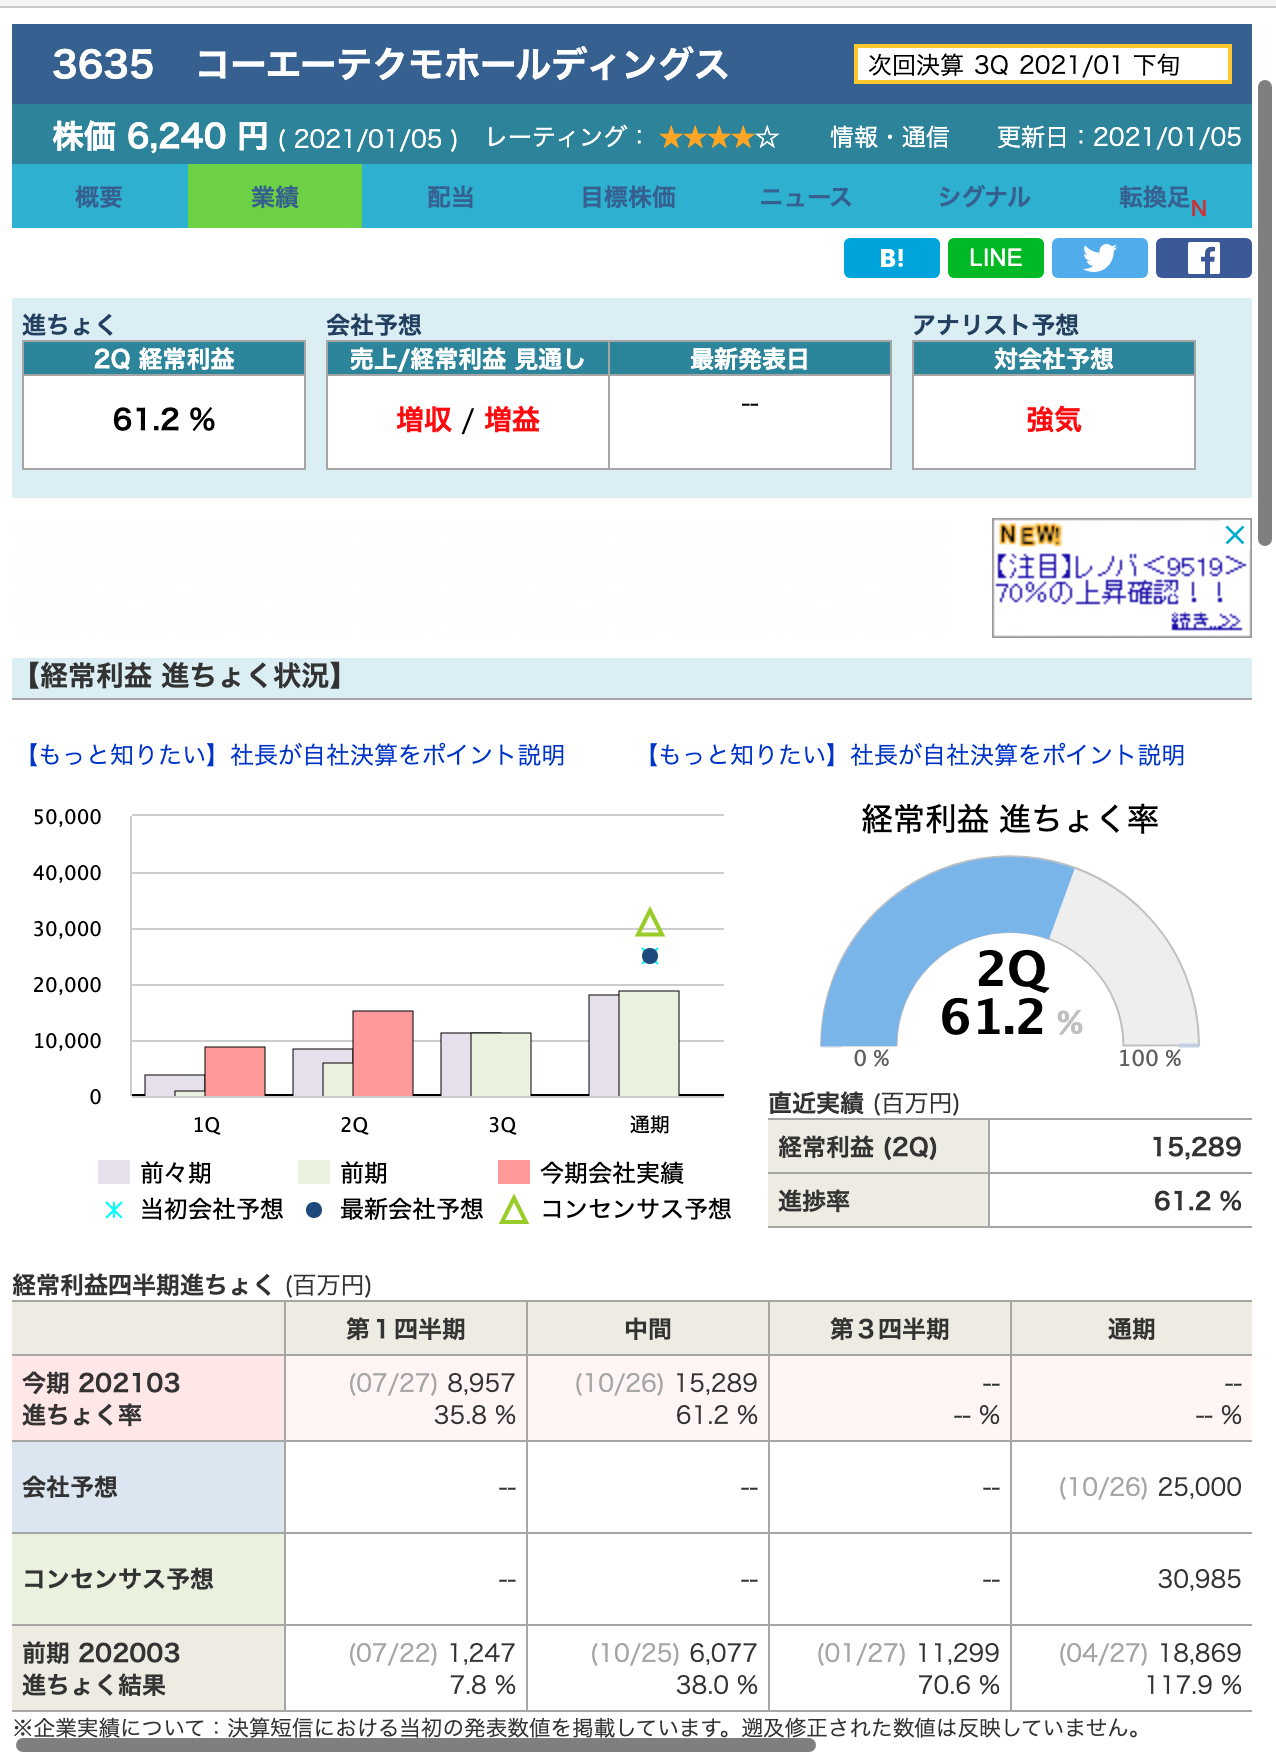 3635 コーエーテクモホールディングス
次回決算 3Q 2021/01 下旬
株価 6,240 円 ( 2021/01/05 ) レーティング： ★★★★☆ 情報・通信 更新日：2021/01/05
概要 業績 配当 目標株価 ニュース シグナル 転換足N
B! LINE
進ちょく 会社予想 アナリスト予想
2Q 経常利益 売上/経常利益 見通し 最新発表日 対会社予想
61.2 % 増収 / 増益 -- 強気
NEW!
【注目】レノバ<9519>
70%の上昇確認！！
続き..>>
【経常利益 進ちょく状況】
【もっと知りたい】社長が自社決算をポイント説明 【もっと知りたい】社長が自社決算をポイント説明
50,000
40,000
30,000
20,000
10,000
0
1Q 2Q 3Q 通期
前々期 前期 今期会社実績
当初会社予想 最新会社予想 コンセンサス予想
経常利益 進ちょく率
2Q
61.2 %
0 % 100 %
直近実績 (百万円)
経常利益 (2Q) 15,289
進捗率 61.2 %
経常利益四半期進ちょく (百万円)
第１四半期 中間 第３四半期 通期
今期 202103 (07/27) 8,957 (10/26) 15,289 -- --
進ちょく率 35.8 % 61.2 % -- % -- %
会社予想 -- -- -- (10/26) 25,000
コンセンサス予想 -- -- -- 30,985
前期 202003 (07/22) 1,247 (10/25) 6,077 (01/27) 11,299 (04/27) 18,869
進ちょく結果 7.8 % 38.0 % 70.6 % 117.9 %
※企業実績について：決算短信における当初の発表数値を掲載しています。遡及修正された数値は反映していません。